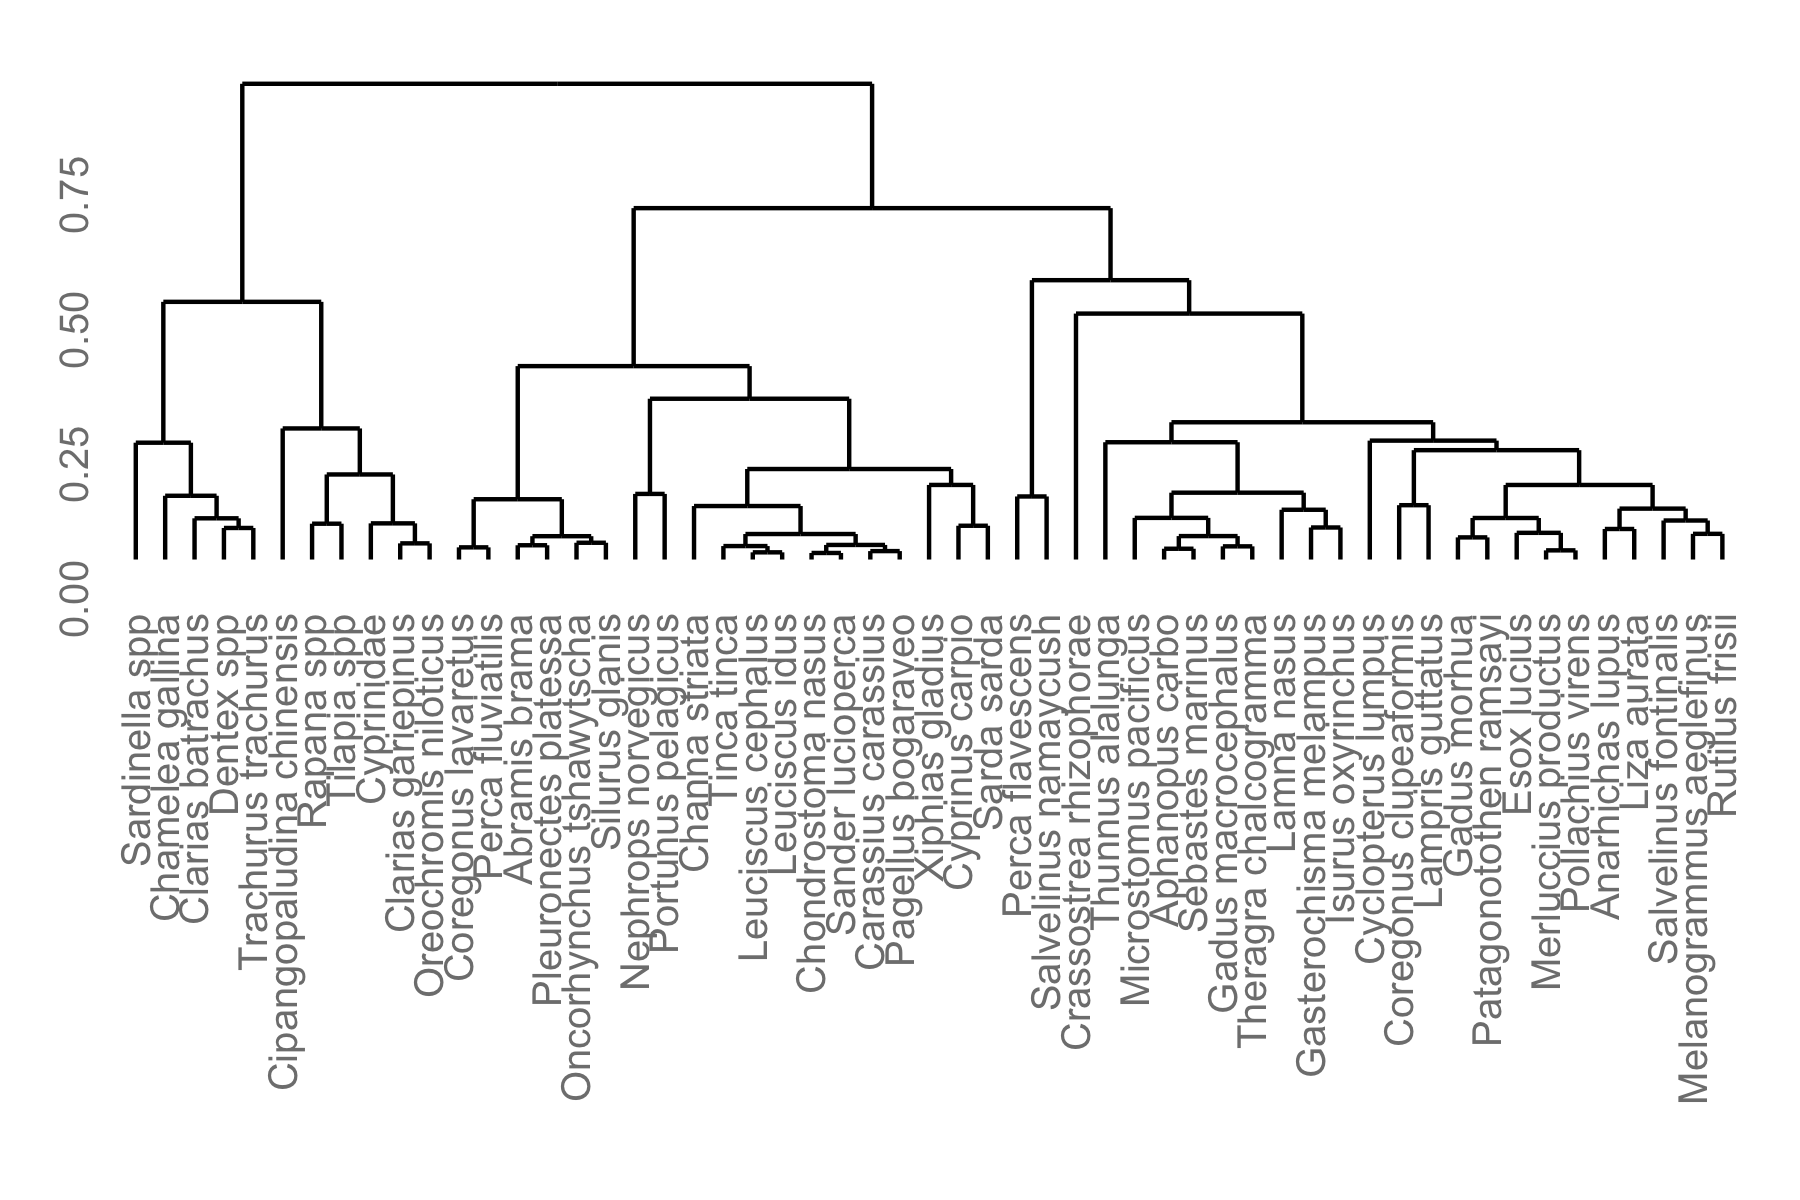 0.75
0.50
0.25
0.00
Sardinella spp
Chamelea gallina
Clarias batrachus
Dentex spp
Trachurus trachurus
Cipangopaludina chinensis
Rapana spp
Tilapia spp
Cyprinidae
Clarias gariepinus
Oreochromis niloticus
Coregonus lavaretus
Perca fluviatilis
Abramis brama
Pleuronectes platessa
Oncorhynchus tshawytscha
Silurus glanis
Nephrops norvegicus
Portunus pelagicus
Channa striata
Tinca tinca
Leuciscus cephalus
Leuciscus idus
Chondrostoma nasus
Sander lucioperca
Carassius carassius
Pagellus bogaraveo
Xiphias gladius
Cyprinus carpio
Sarda sarda
Perca flavescens
Salvelinus namaycush
Crassostrea rhizophorae
Thunnus alalunga
Microstomus pacificus
Aphanopus carbo
Sebastes marinus
Gadus macrocephalus
Theragra chalcogramma
Lamna nasus
Gasterochisma melampus
Isurus oxyrinchus
Cyclopterus lumpus
Coregonus clupeaformis
Lampris guttatus
Gadus morhua
Patagonotothen ramsayi
Esox lucius
Merluccius productus
Pollachius virens
Anarhichas lupus
Liza aurata
Salvelinus fontinalis
Melanogrammus aeglefinus
Rutilus frisii